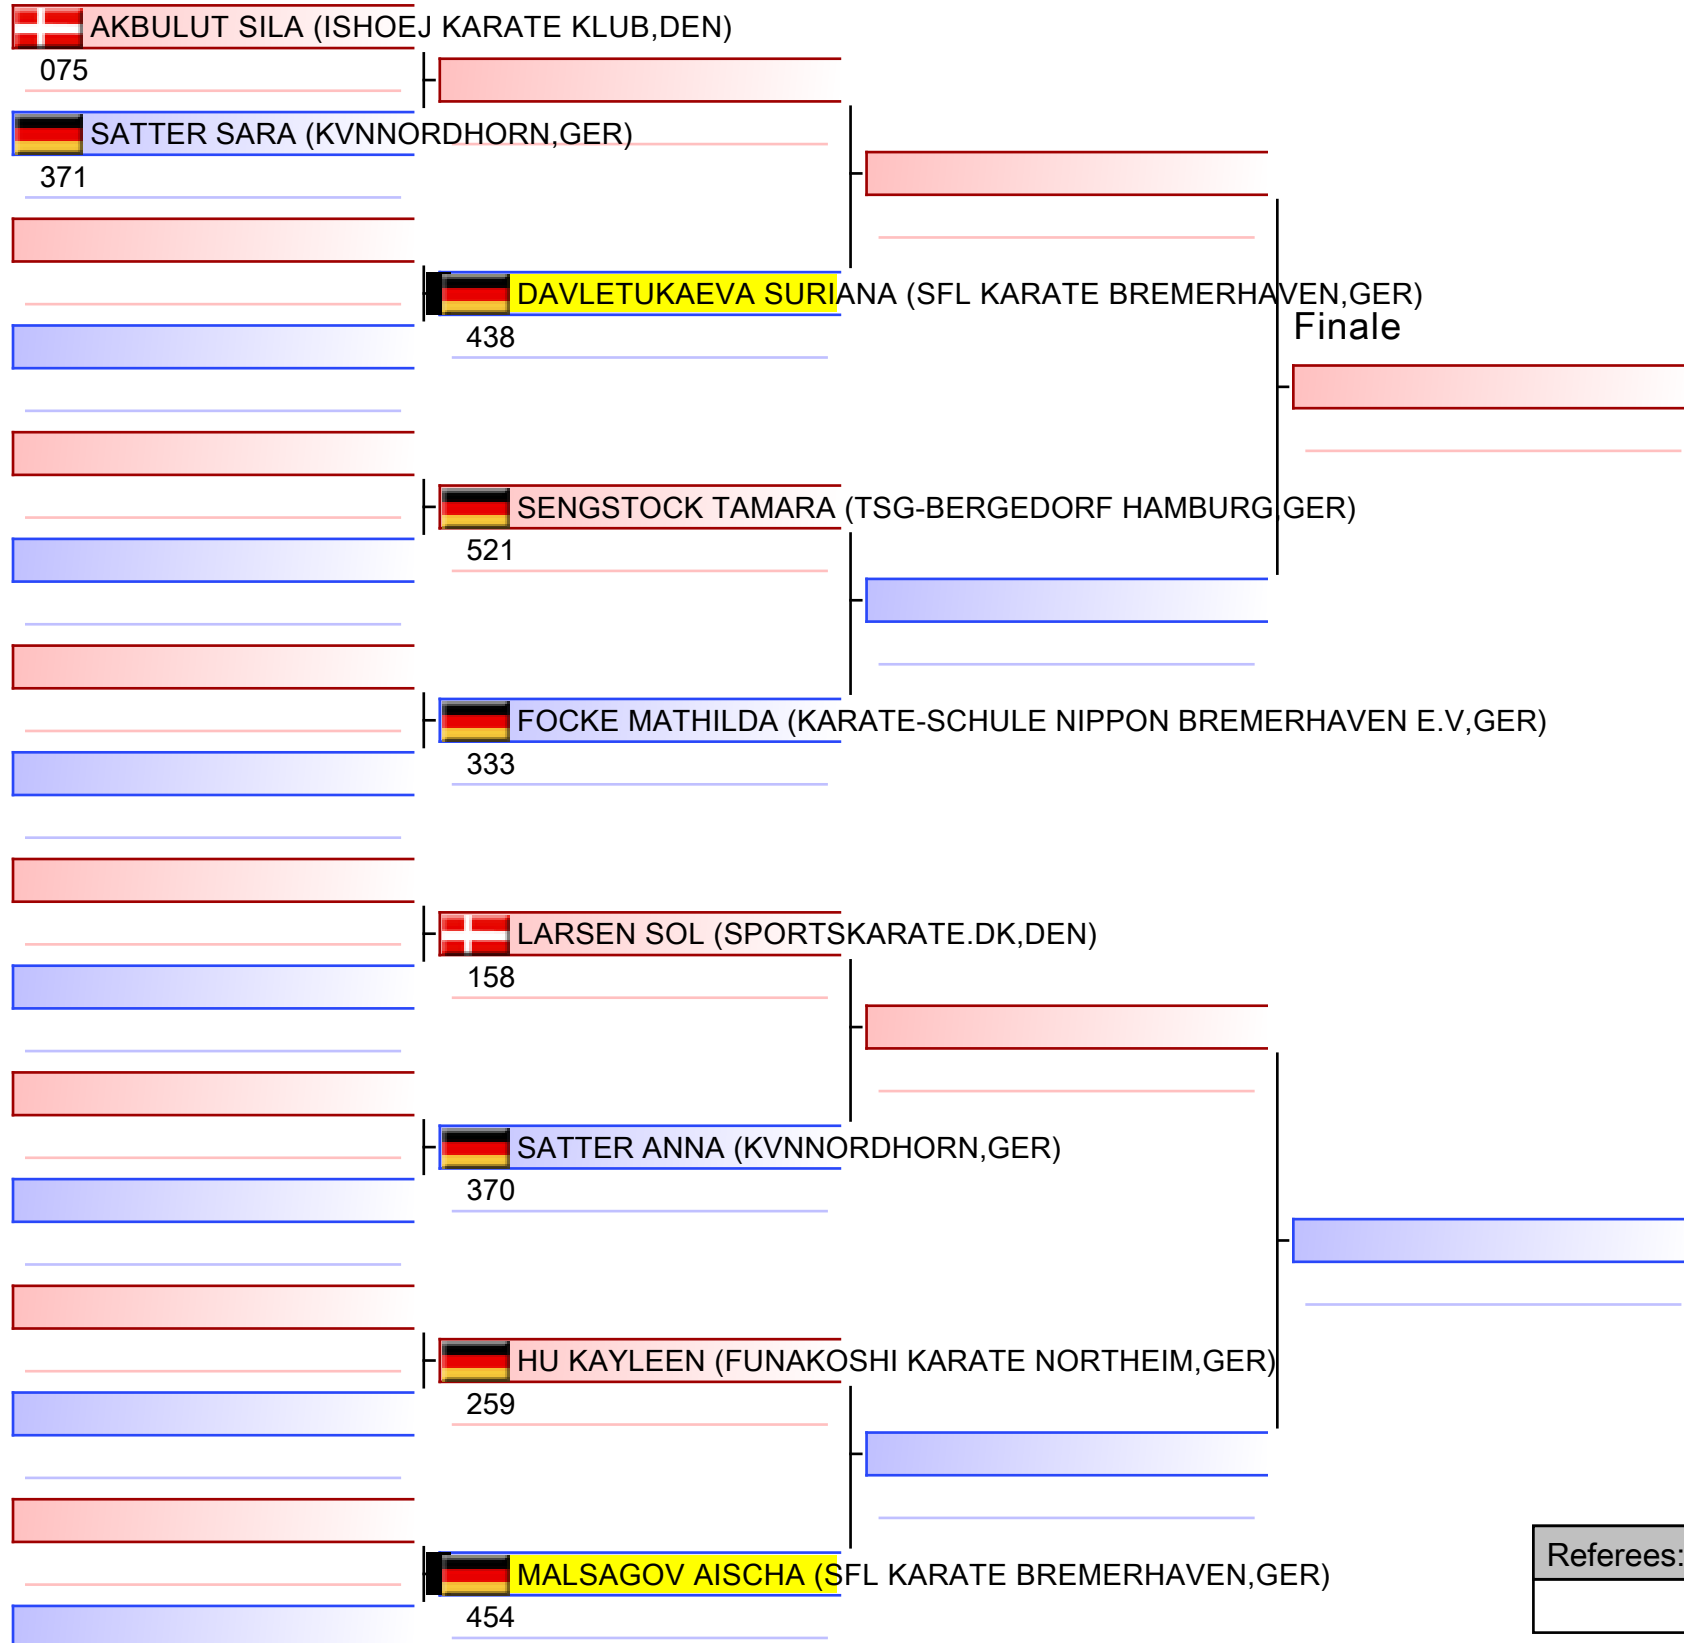 AKBULUT SILA (ISHOEJ KARATE KLUB,DEN)
075
SATTER SARA (KVNNORDHORN,GER)
371
DAVLETUKAEVA SURIANA (SFL KARATE BREMERHAVEN,GER)
438
Finale
SENGSTOCK TAMARA (TSG-BERGEDORF HAMBURG,GER)
521
FOCKE MATHILDA (KARATE-SCHULE NIPPON BREMERHAVEN E.V,GER)
333
LARSEN SOL (SPORTSKARATE.DK,DEN)
158
SATTER ANNA (KVNNORDHORN,GER)
370
HU KAYLEEN (FUNAKOSHI KARATE NORTHEIM,GER)
259
MALSAGOV AISCHA (SFL KARATE BREMERHAVEN,GER)
454
Referees: